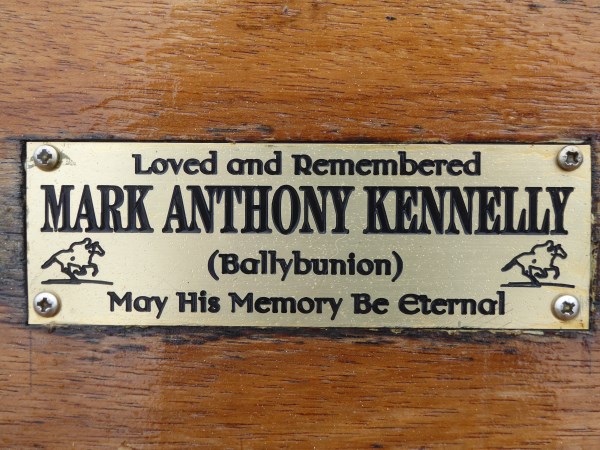 Loved and Remembered
MARK ANTHONY KENNELLY
(Ballybunion)
May His Memory Be Eternal